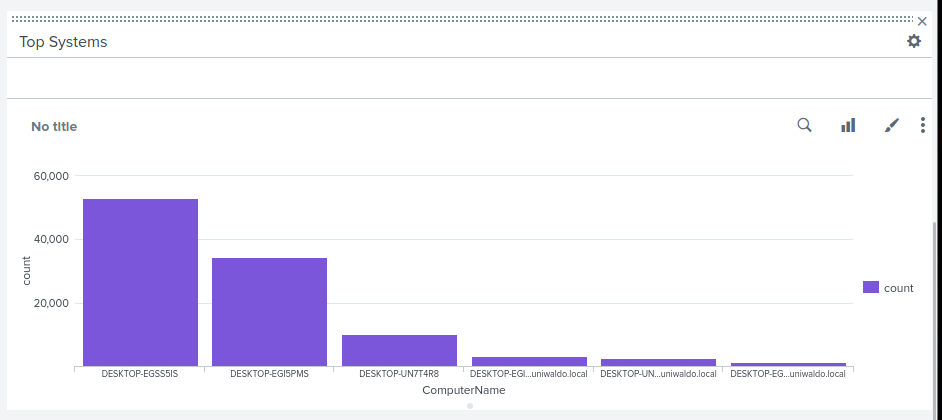 Top Systems
No title
60,000
40,000
20,000
count
count
DESKTOP-EGSS5IS DESKTOP-EGI5PMS DESKTOP-UN7T4R8 DESKTOP-EGI...uniwaldo.local DESKTOP-UN...uniwaldo.local DESKTOP-EG...uniwaldo.local
ComputerName